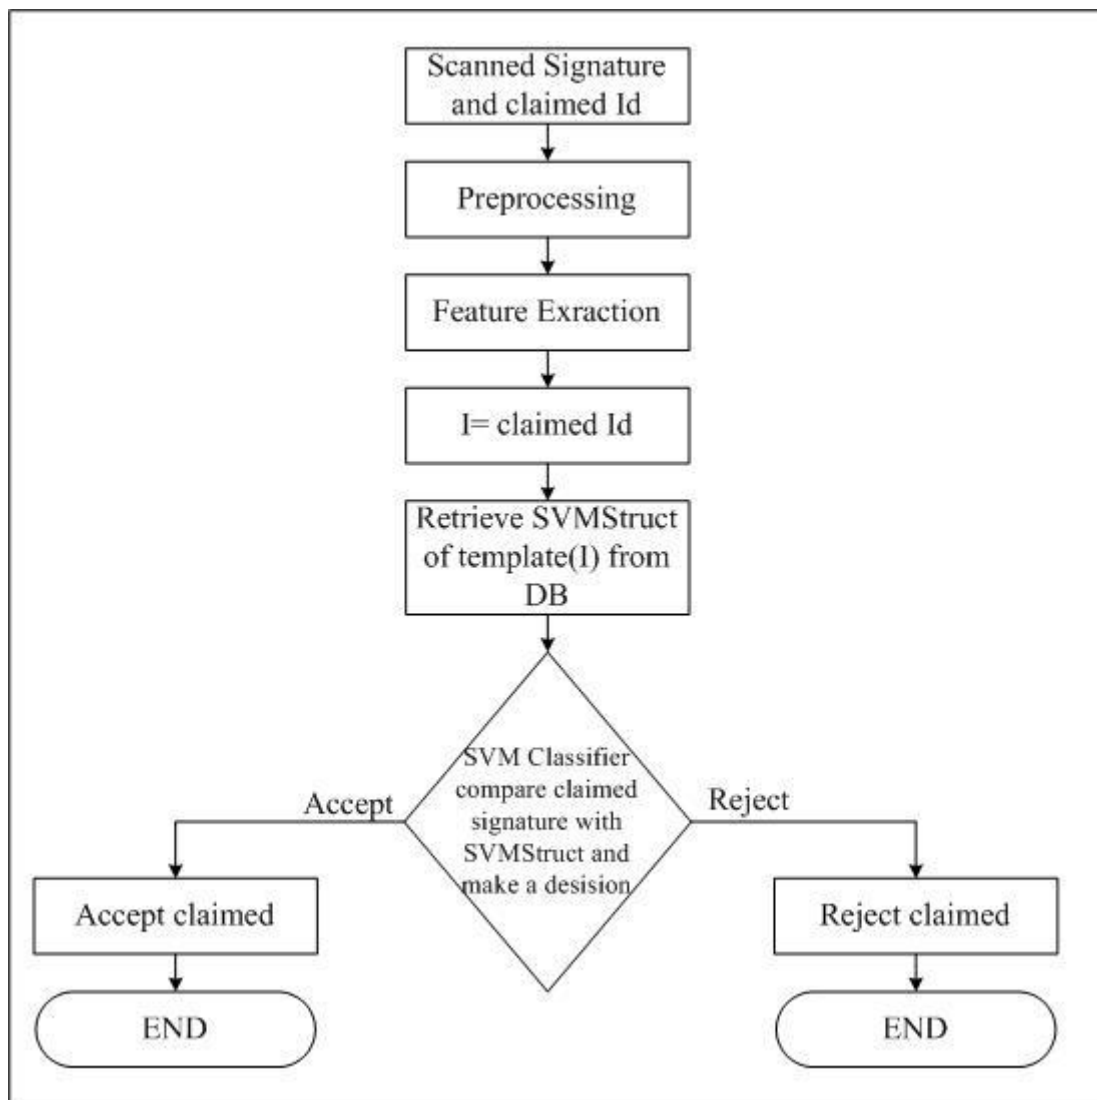 Scanned Signature
and claimed Id
Preprocessing
Feature Exraction
I= claimed Id
Retrieve SVMStruct
of template(I) from
DB
SVM Classifier
compare claimed
signature with
SVMStruct and
make a desision
Accept
Reject
Accept claimed
Reject claimed
END
END